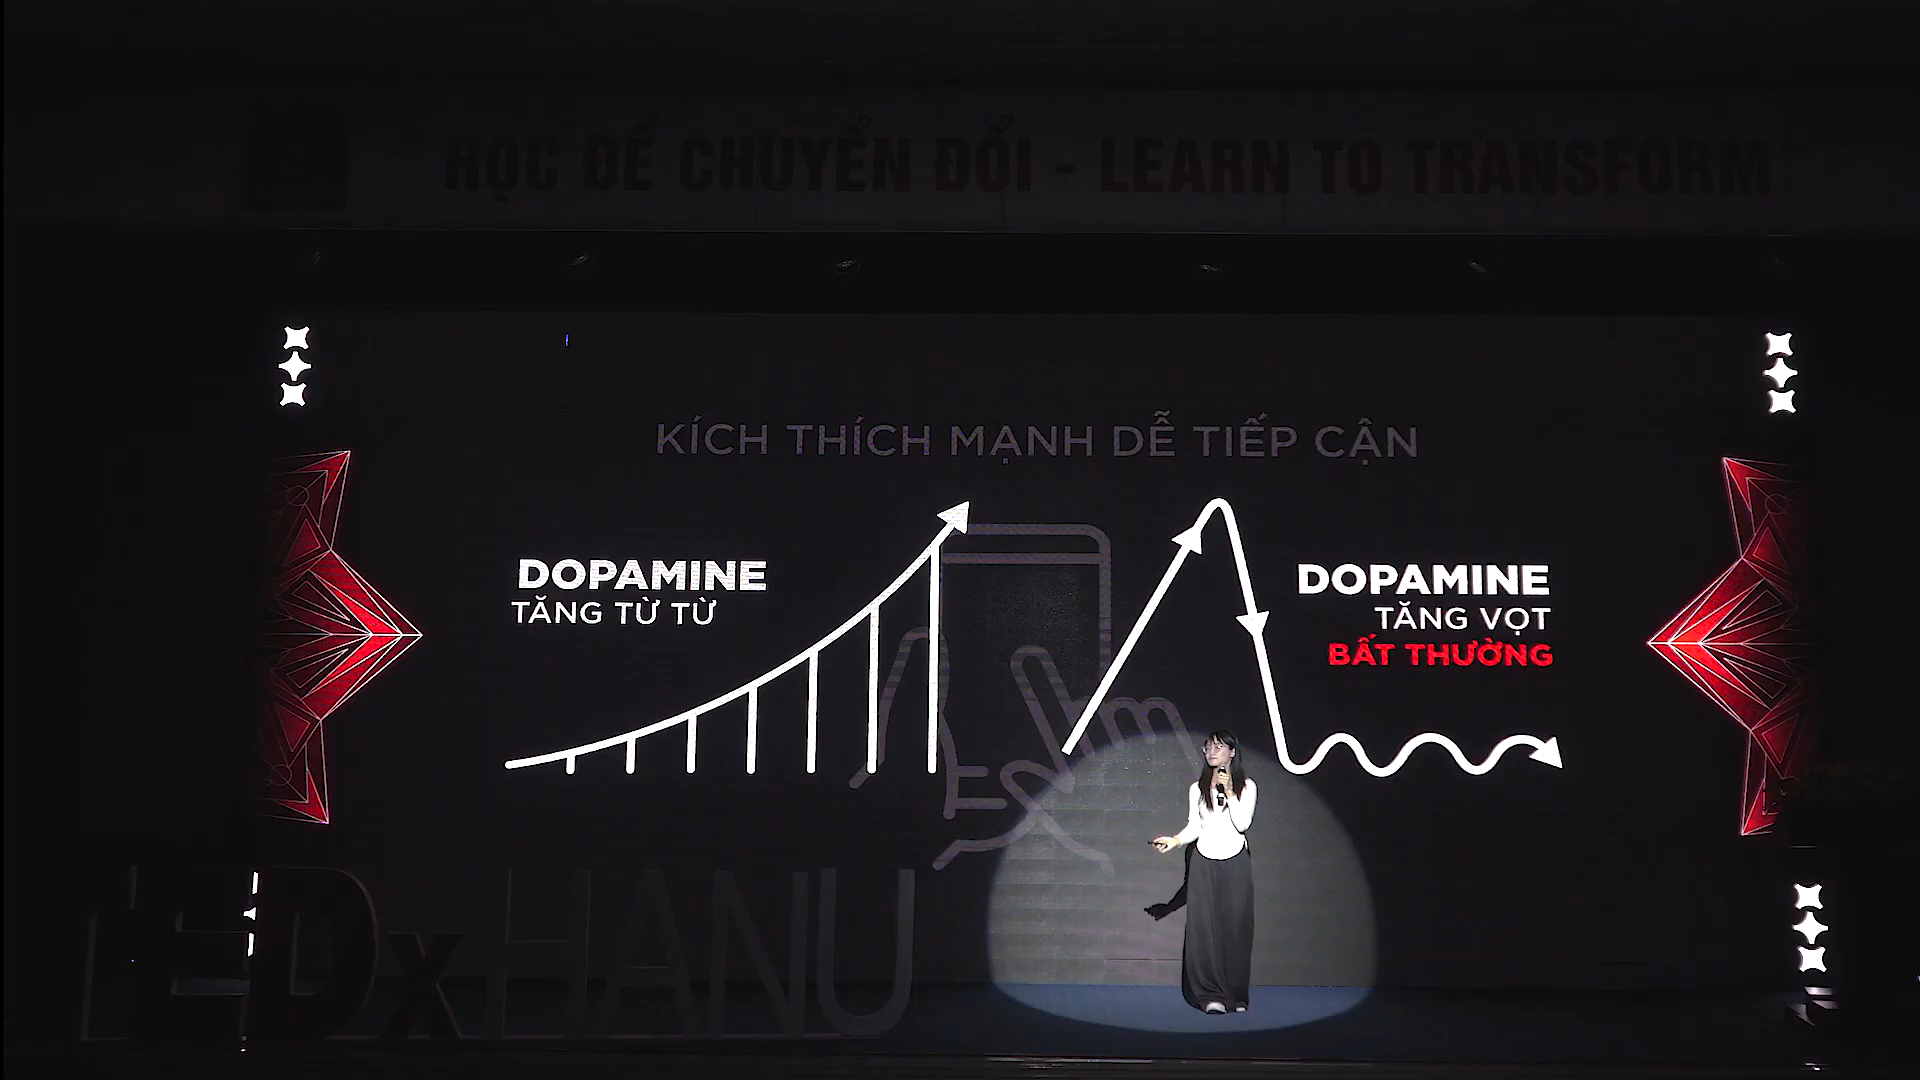 HỌC ĐỂ CHUYỂN ĐỔI - LEARN TO TRANSFORM
KÍCH THÍCH MẠNH DỄ TIẾP CẬN
DOPAMINE
TĂNG TỪ TỪ
DOPAMINE
TĂNG VỌT
BẤT THƯỜNG
TEDxHANU